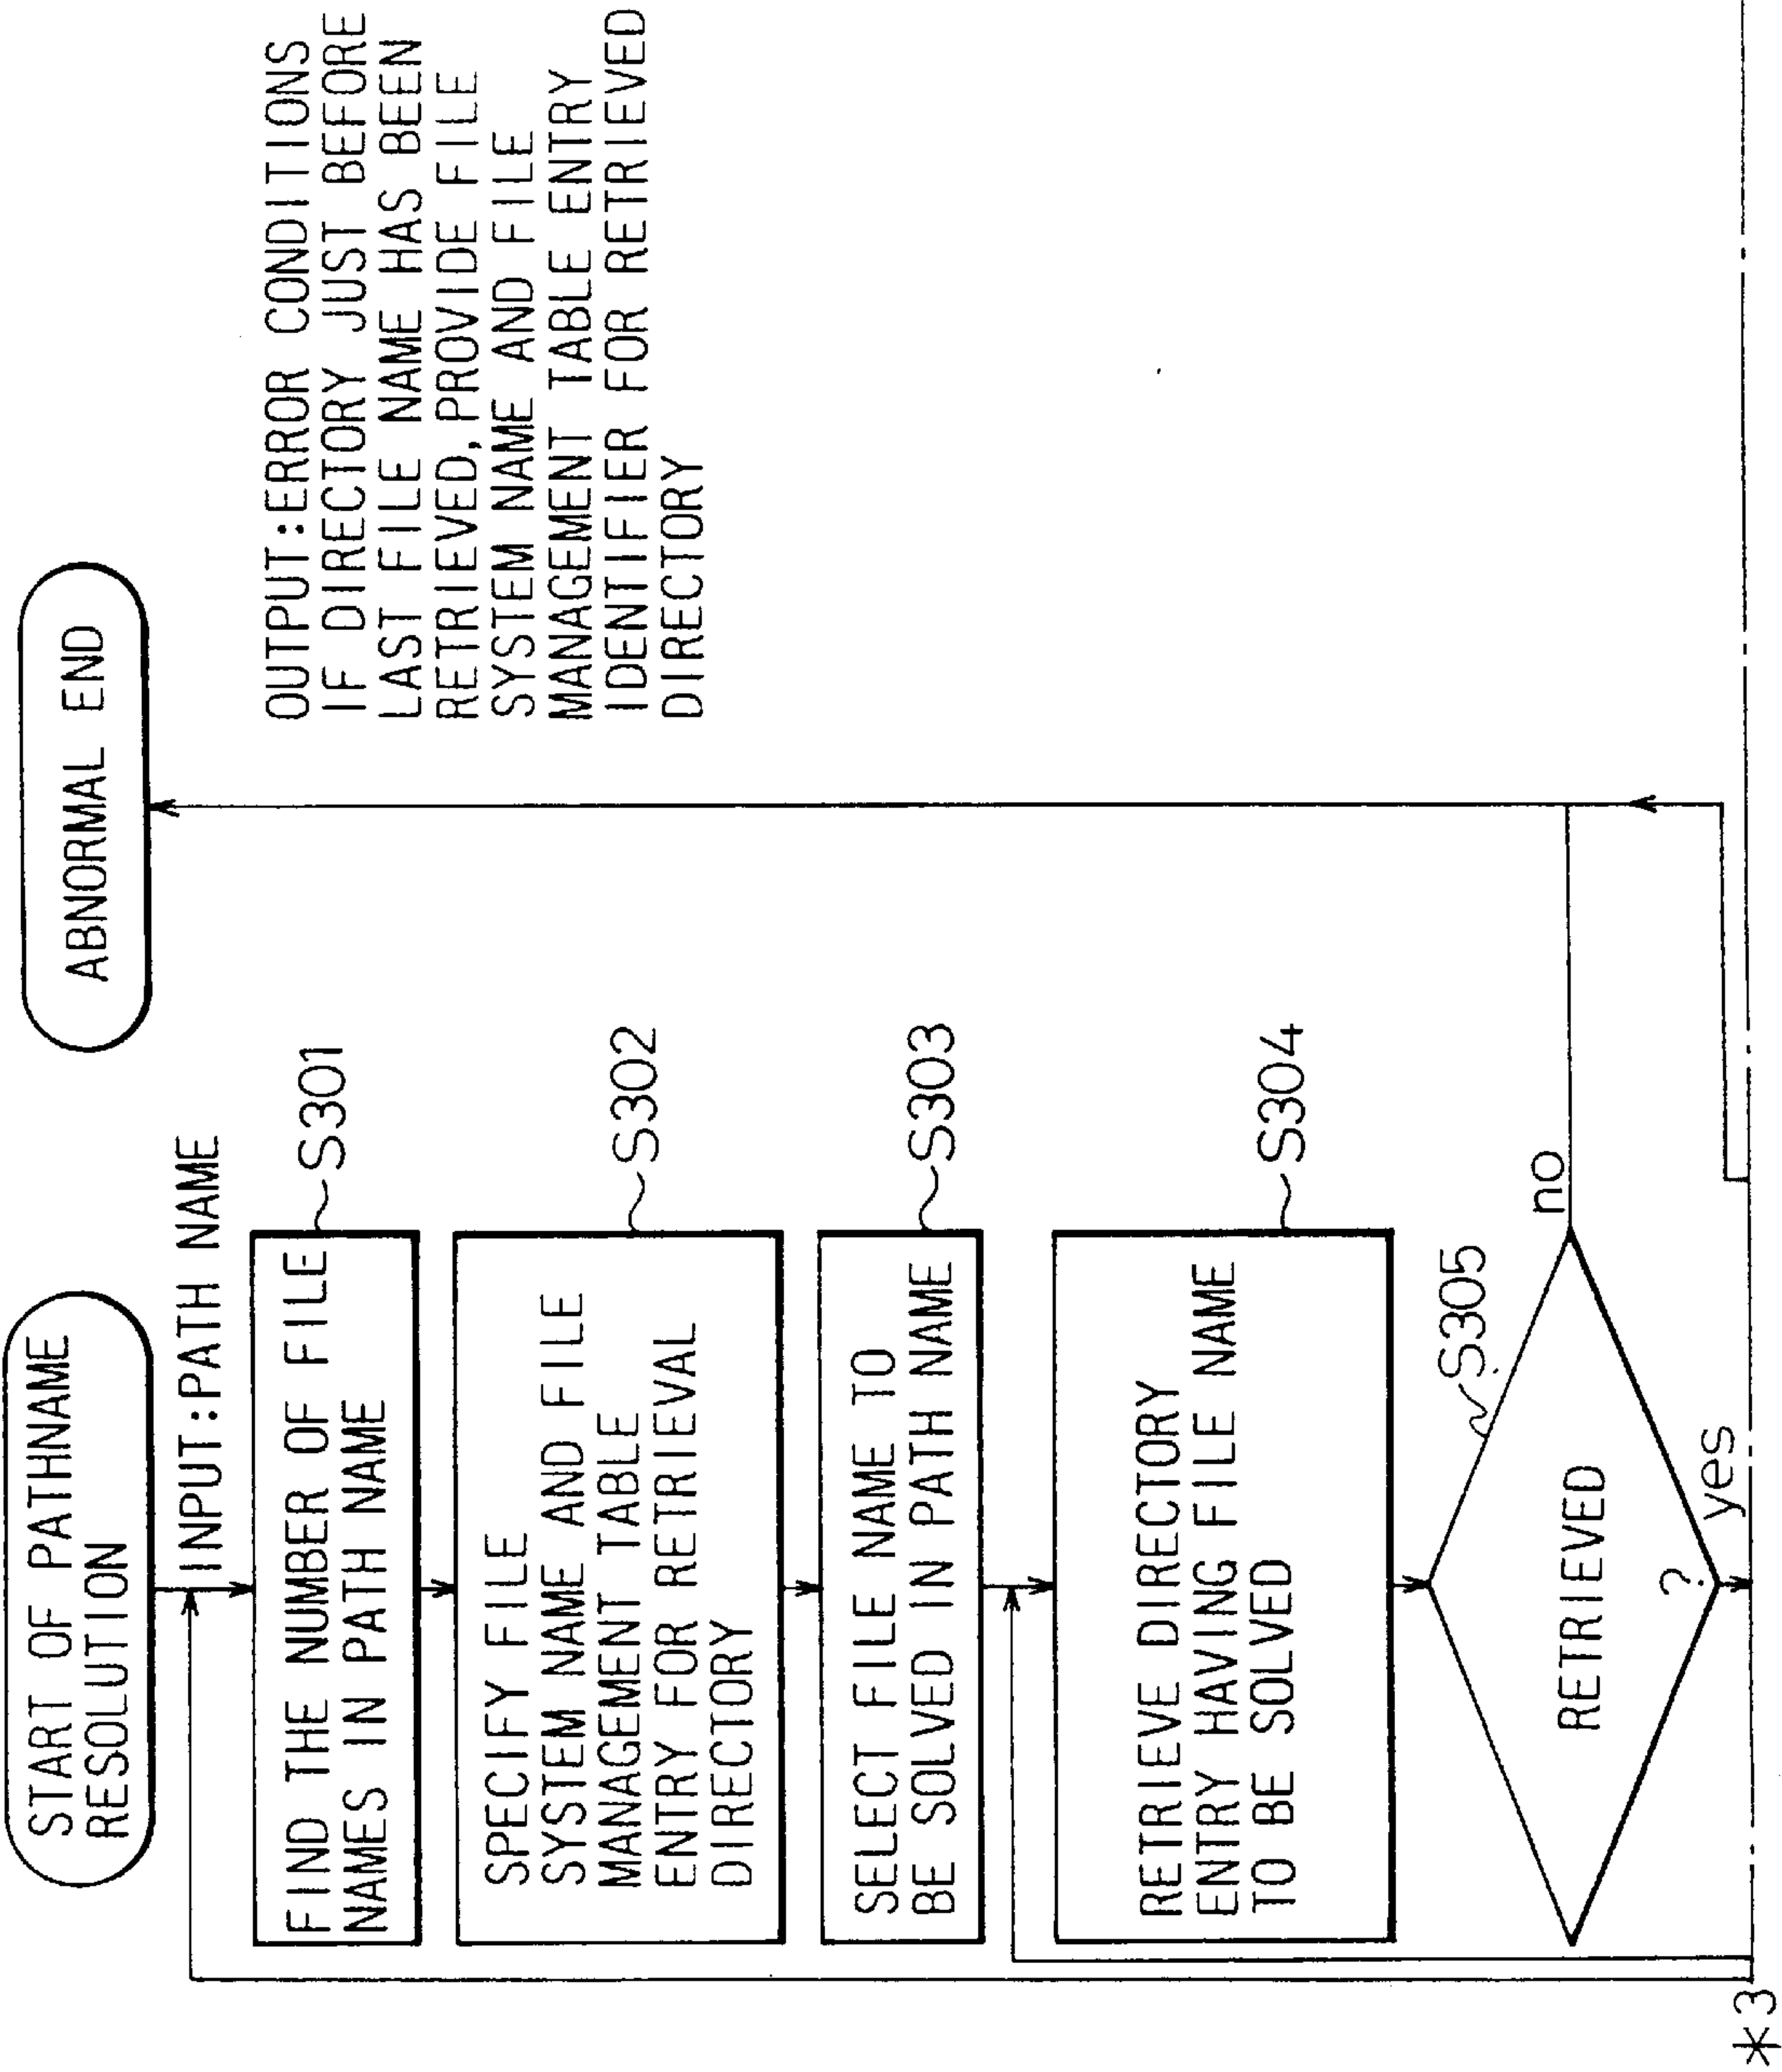 START OF PATHNAME
RESOLUTION
INPUT:PATH NAME
FIND THE NUMBER OF FILE
NAMES IN PATH NAME
S301
SPECIFY FILE
SYSTEM NAME AND FILE
MANAGEMENT TABLE
ENTRY FOR RETRIEVAL
DIRECTORY
S302
SELECT FILE NAME TO
BE SOLVED IN PATH NAME
S303
RETRIEVE DIRECTORY
ENTRY HAVING FILE NAME
TO BE SOLVED
S304
S305
RETRIEVED
?
no
yes
*3
ABNORMAL END
OUTPUT:ERROR CONDITIONS
IF DIRECTORY JUST BEFORE
LAST FILE NAME HAS BEEN
RETRIEVED,PROVIDE FILE
SYSTEM NAME AND FILE
MANAGEMENT TABLE ENTRY
IDENTIFIER FOR RETRIEVED
DIRECTORY